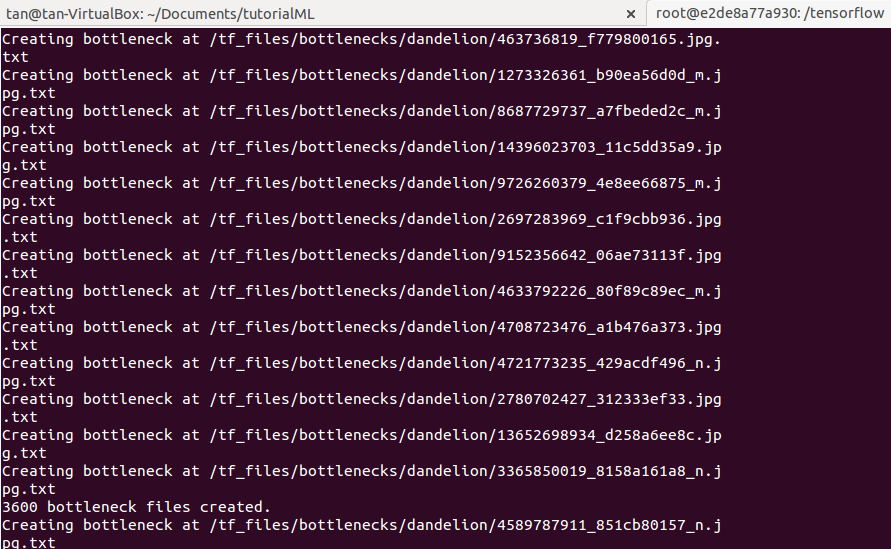 tan@tan-VirtualBox: ~/Documents/tutorialML × root@e2de8a77a930: /tensorflow
Creating bottleneck at /tf_files/bottlenecks/dandelion/463736819_f779800165.jpg.
txt
Creating bottleneck at /tf_files/bottlenecks/dandelion/1273326361_b90ea56d0d_m.j
pg.txt
Creating bottleneck at /tf_files/bottlenecks/dandelion/8687729737_a7fbeded2c_m.j
pg.txt
Creating bottleneck at /tf_files/bottlenecks/dandelion/14396023703_11c5dd35a9.jp
g.txt
Creating bottleneck at /tf_files/bottlenecks/dandelion/9726260379_4e8ee66875_m.j
pg.txt
Creating bottleneck at /tf_files/bottlenecks/dandelion/2697283969_c1f9cbb936.jpg
.txt
Creating bottleneck at /tf_files/bottlenecks/dandelion/9152356642_06ae73113f.jpg
.txt
Creating bottleneck at /tf_files/bottlenecks/dandelion/4633792226_80f89c89ec_m.j
pg.txt
Creating bottleneck at /tf_files/bottlenecks/dandelion/4708723476_a1b476a373.jpg
.txt
Creating bottleneck at /tf_files/bottlenecks/dandelion/4721773235_429acdf496_n.j
pg.txt
Creating bottleneck at /tf_files/bottlenecks/dandelion/2780702427_312333ef33.jpg
.txt
Creating bottleneck at /tf_files/bottlenecks/dandelion/13652698934_d258a6ee8c.jp
g.txt
Creating bottleneck at /tf_files/bottlenecks/dandelion/3365850019_8158a161a8_n.j
pg.txt
3600 bottleneck files created.
Creating bottleneck at /tf_files/bottlenecks/dandelion/4589787911_851cb80157_n.j
pg.txt